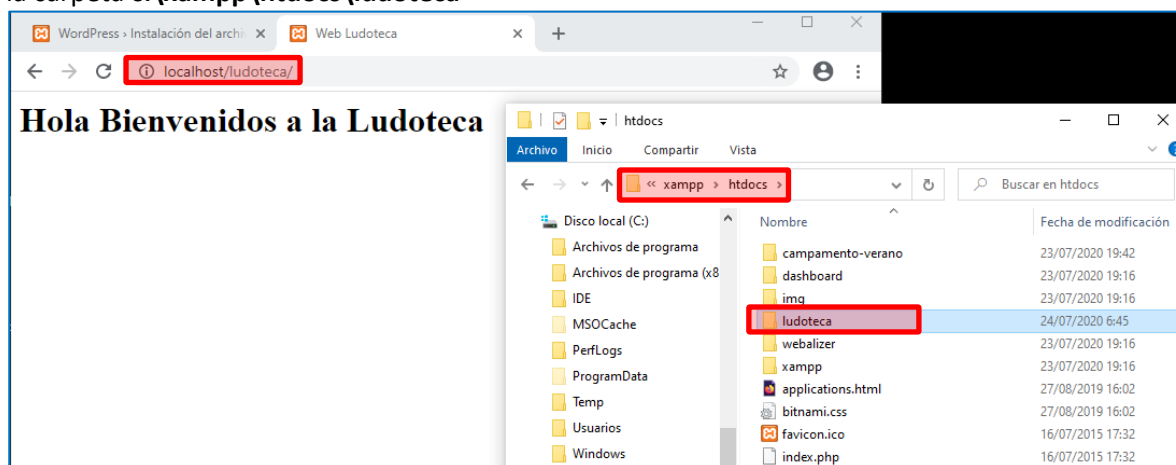 WordPress › Instalación del archi
Web Ludoteca
localhost/ludoteca/
Hola Bienvenidos a la Ludoteca
htdocs
Archivo Inicio Compartir Vista
« xampp › htdocs ›
Buscar en htdocs
Disco local (C:)
Archivos de programa
Archivos de programa (x8
IDE
MSOCache
PerfLogs
ProgramData
Temp
Usuarios
Windows
Nombre Fecha de modificación
campamento-verano 23/07/2020 19:42
dashboard 23/07/2020 19:16
img 23/07/2020 19:16
ludoteca 24/07/2020 6:45
webalizer 23/07/2020 19:16
xampp 23/07/2020 19:16
applications.html 27/08/2019 16:02
bitnami.css 27/08/2019 16:02
favicon.ico 16/07/2015 17:32
index.php 16/07/2015 17:32